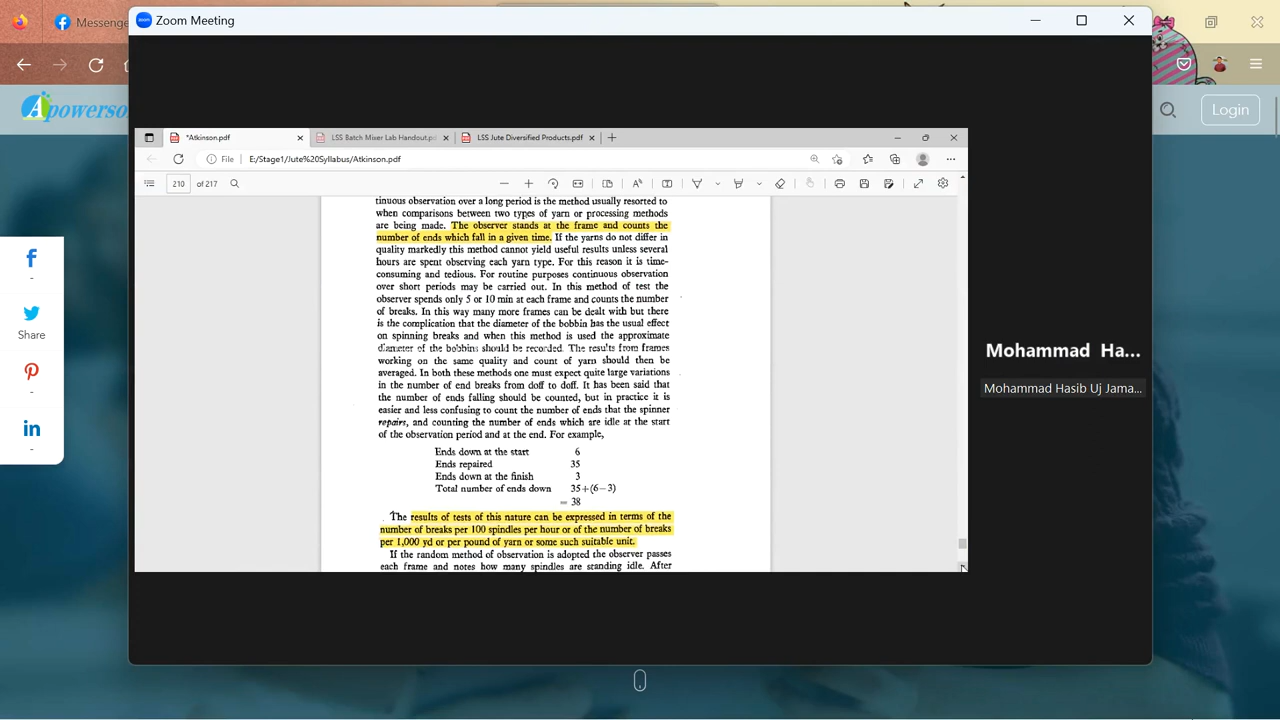 Messenge
Zoom Meeting
Apowerso
Login
*Atkinson.pdf
LSS Batch Mixer Lab Handout.p
LSS Jute Diversified Products.pdf
File
E:/Stage1/Jute%20Syllabus/Atkinson.pdf
210 of 217
tinuous observation over a long period is the method usually resorted to
when comparisons between two types of yarn or processing methods
are being made. The observer stands at the frame and counts the
number of ends which fall in a given time. If the yarns do not differ in
quality markedly this method cannot yield useful results unless several
hours are spent observing each yarn type. For this reason it is time-
consuming and tedious. For routine purposes continuous observation
over short periods may be carried out. In this method of test the
observer spends only 5 or 10 min at each frame and counts the number
of breaks. In this way many more frames can be dealt with but there
is the complication that the diameter of the bobbin has the usual effect
on spinning breaks and when this method is used the approximate
diameter of the bobbins should be recorded. The results from frames
working on the same quality and count of yarn should then be
averaged. In both these methods one must expect quite large variations
in the number of end breaks from doff to doff. It has been said that
the number of ends falling should be counted, but in practice it is
easier and less confusing to count the number of ends that the spinner
repairs, and counting the number of ends which are idle at the start
of the observation period and at the end. For example,
Ends down at the start 6
Ends repaired 35
Ends down at the finish 3
Total number of ends down 35+(6−3)
= 38
The results of tests of this nature can be expressed in terms of the
number of breaks per 100 spindles per hour or of the number of breaks
per 1,000 yd or per pound of yarn or some such suitable unit.
If the random method of observation is adopted the observer passes
each frame and notes how many spindles are standing idle. After
Mohammad Ha...
Mohammad Hasib Uj Jama...
-
Share
-
-
-